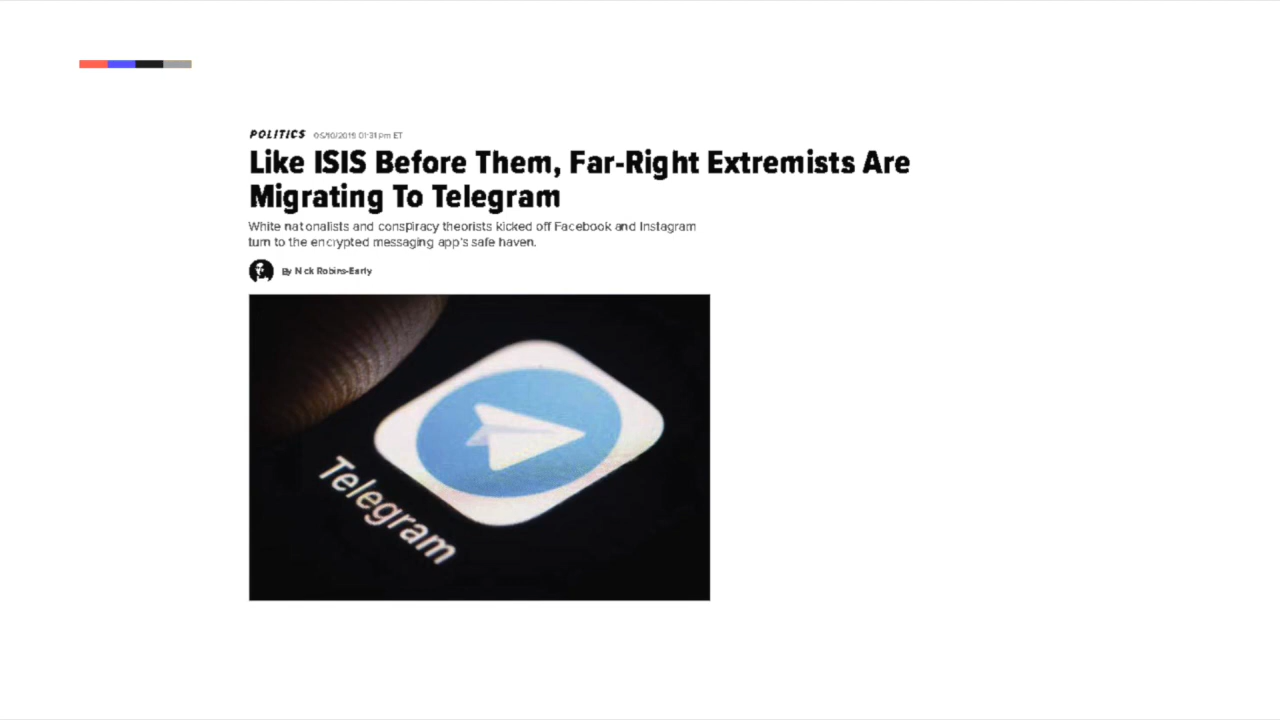 POLITICS 05/10/2019 01:31 pm ET
Like ISIS Before Them, Far-Right Extremists Are
Migrating To Telegram
White nationalists and conspiracy theorists kicked off Facebook and Instagram
turn to the encrypted messaging app's safe haven.
By Nick Robins-Early
Telegram